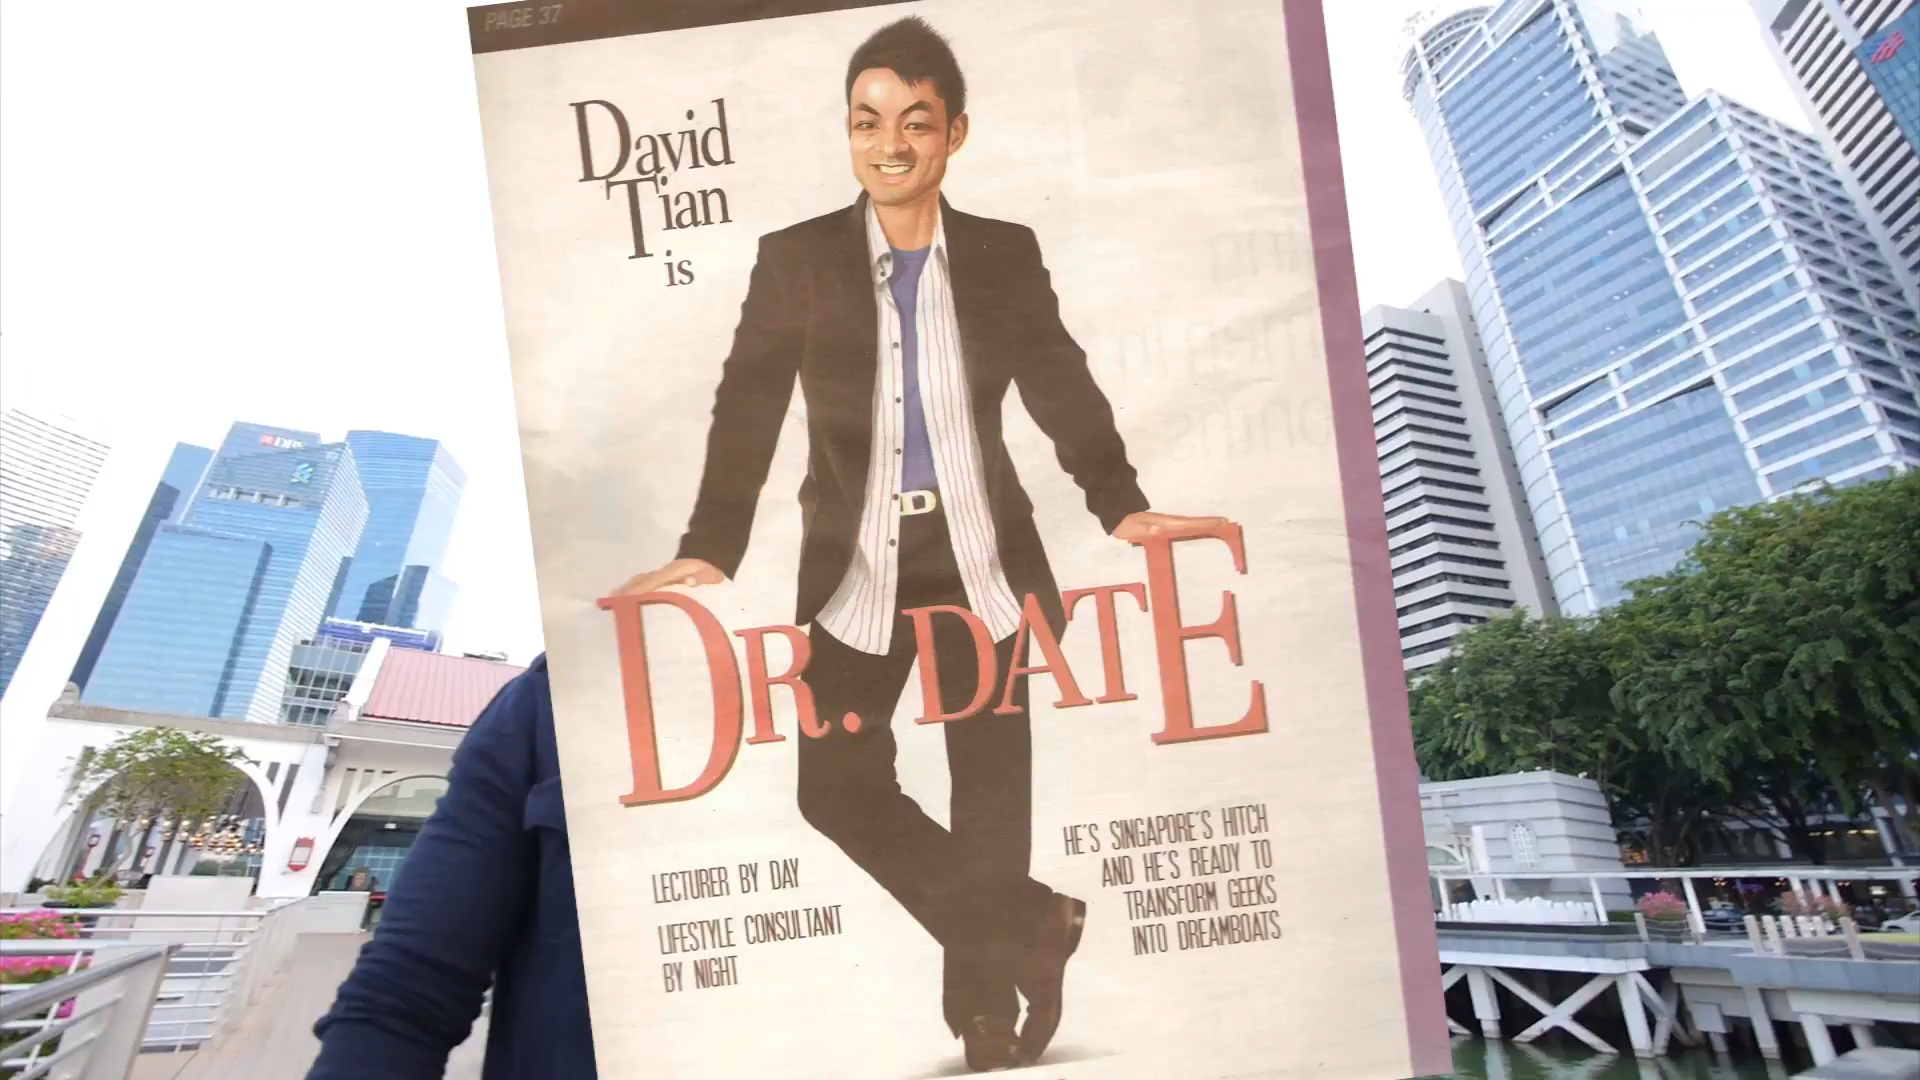 PAGE 37
David
Tian
is
DR. DATE
LECTURER BY DAY
LIFESTYLE CONSULTANT
BY NIGHT
HE'S SINGAPORE'S HITCH
AND HE'S READY TO
TRANSFORM GEEKS
INTO DREAMBOATS
DBS